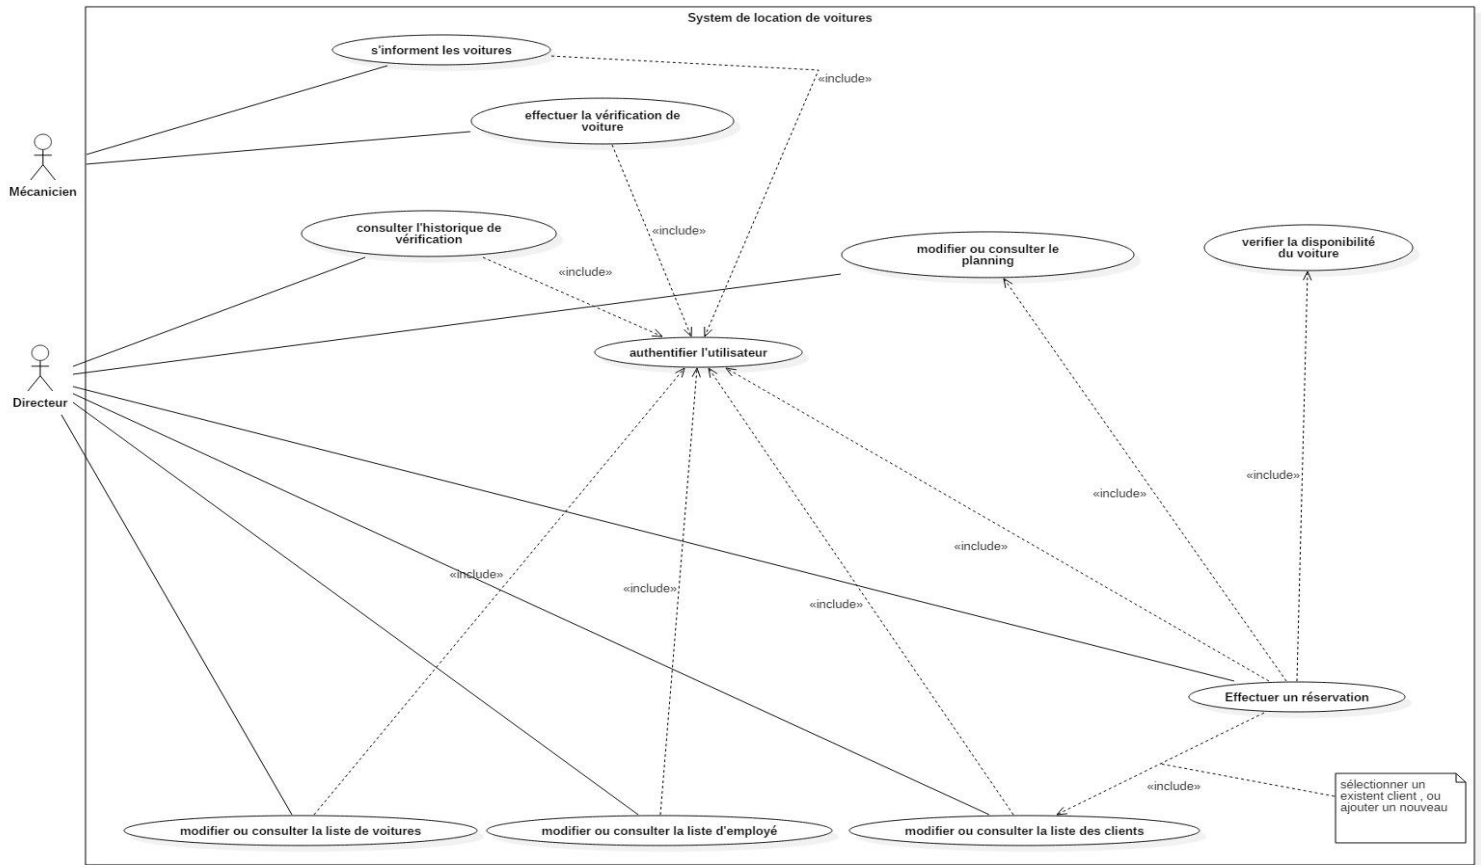 System de location de voitures
s'informent les voitures
«include»
effectuer la vérification de
voiture
Mécanicien
consulter l'historique de
vérification
«include»
«include»
modifier ou consulter le
planning
verifier la disponibilité
du voiture
authentifier l'utilisateur
Directeur
«include»
«include»
«include»
«include»
«include»
«include»
Effectuer un réservation
«include»
sélectionner un
existent client , ou
ajouter un nouveau
modifier ou consulter la liste de voitures
modifier ou consulter la liste d'employé
modifier ou consulter la liste des clients